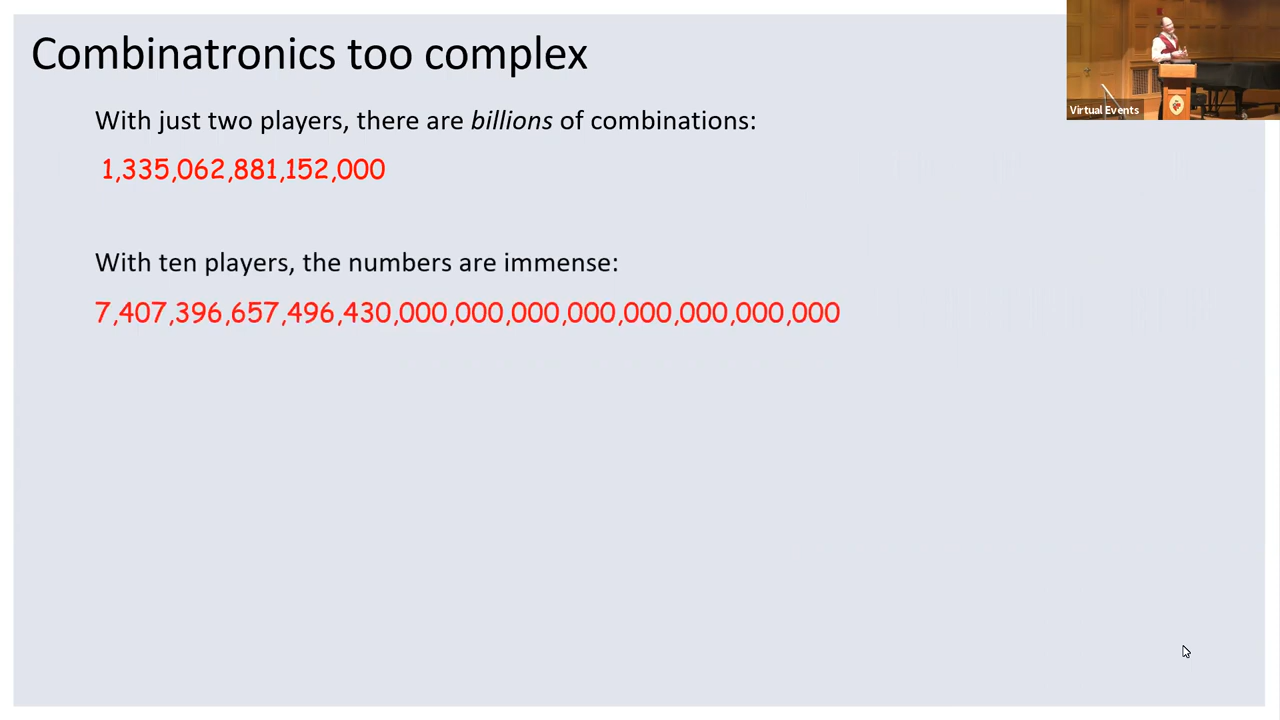 Combinatronics too complex
With just two players, there are billions of combinations:
1,335,062,881,152,000
With ten players, the numbers are immense:
7,407,396,657,496,430,000,000,000,000,000,000,000,000
Virtual Events